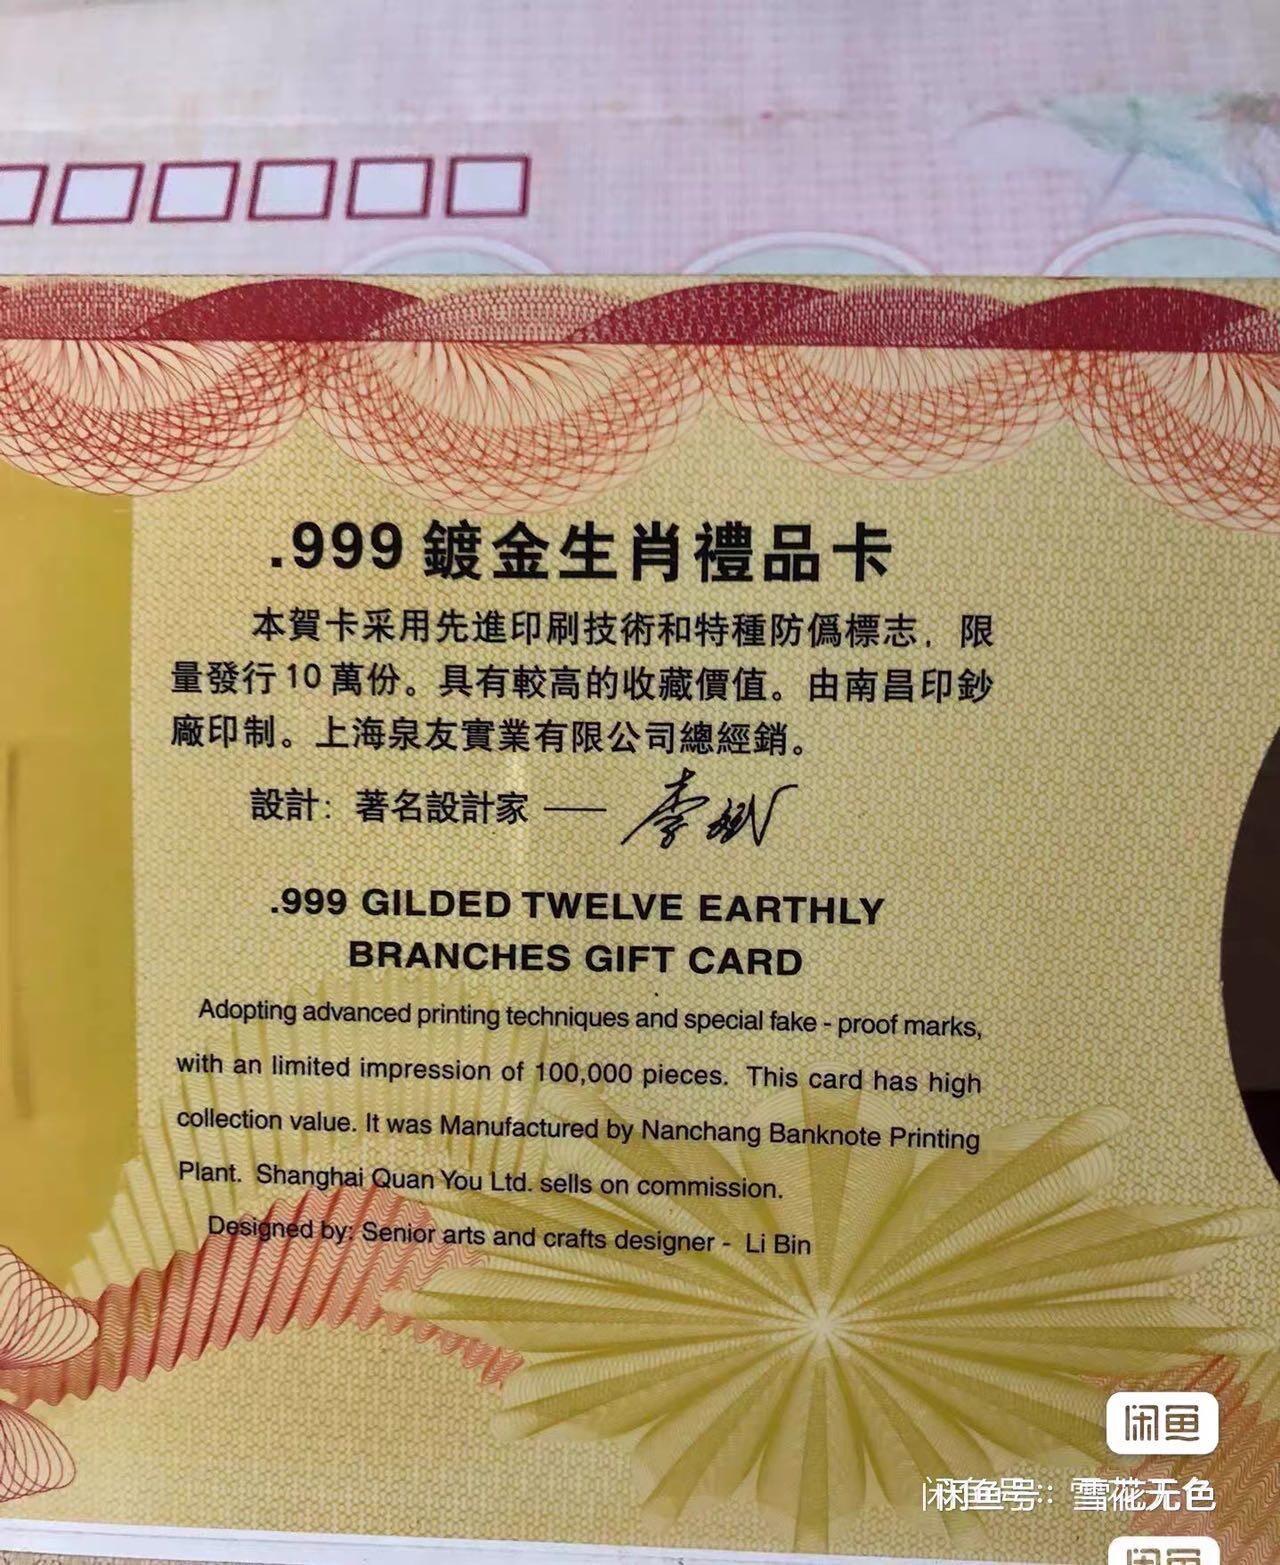 .999鍍金生肖禮品卡
本賀卡采用先進印刷技術和特種防僞標志，限
量發行10萬份。具有較高的收藏價值。由南昌印鈔
廠印制。上海泉友實業有限公司總經銷。
設計：著名設計家——李斌
.999 GILDED TWELVE EARTHLY
BRANCHES GIFT CARD
Adopting advanced printing techniques and special fake - proof marks,
with an limited impression of 100,000 pieces. This card has high
collection value. It was Manufactured by Nanchang Banknote Printing
Plant. Shanghai Quan You Ltd. sells on commission.
Designed by: Senior arts and crafts designer - Li Bin
闲鱼
闲鱼号：雪花无色
闲鱼